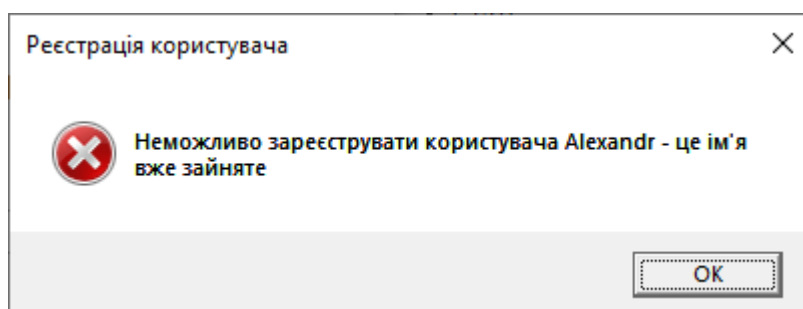 Реєстрація користувача
Неможливо зареєструвати користувача Alexandr - це ім'я
вже зайняте
OK